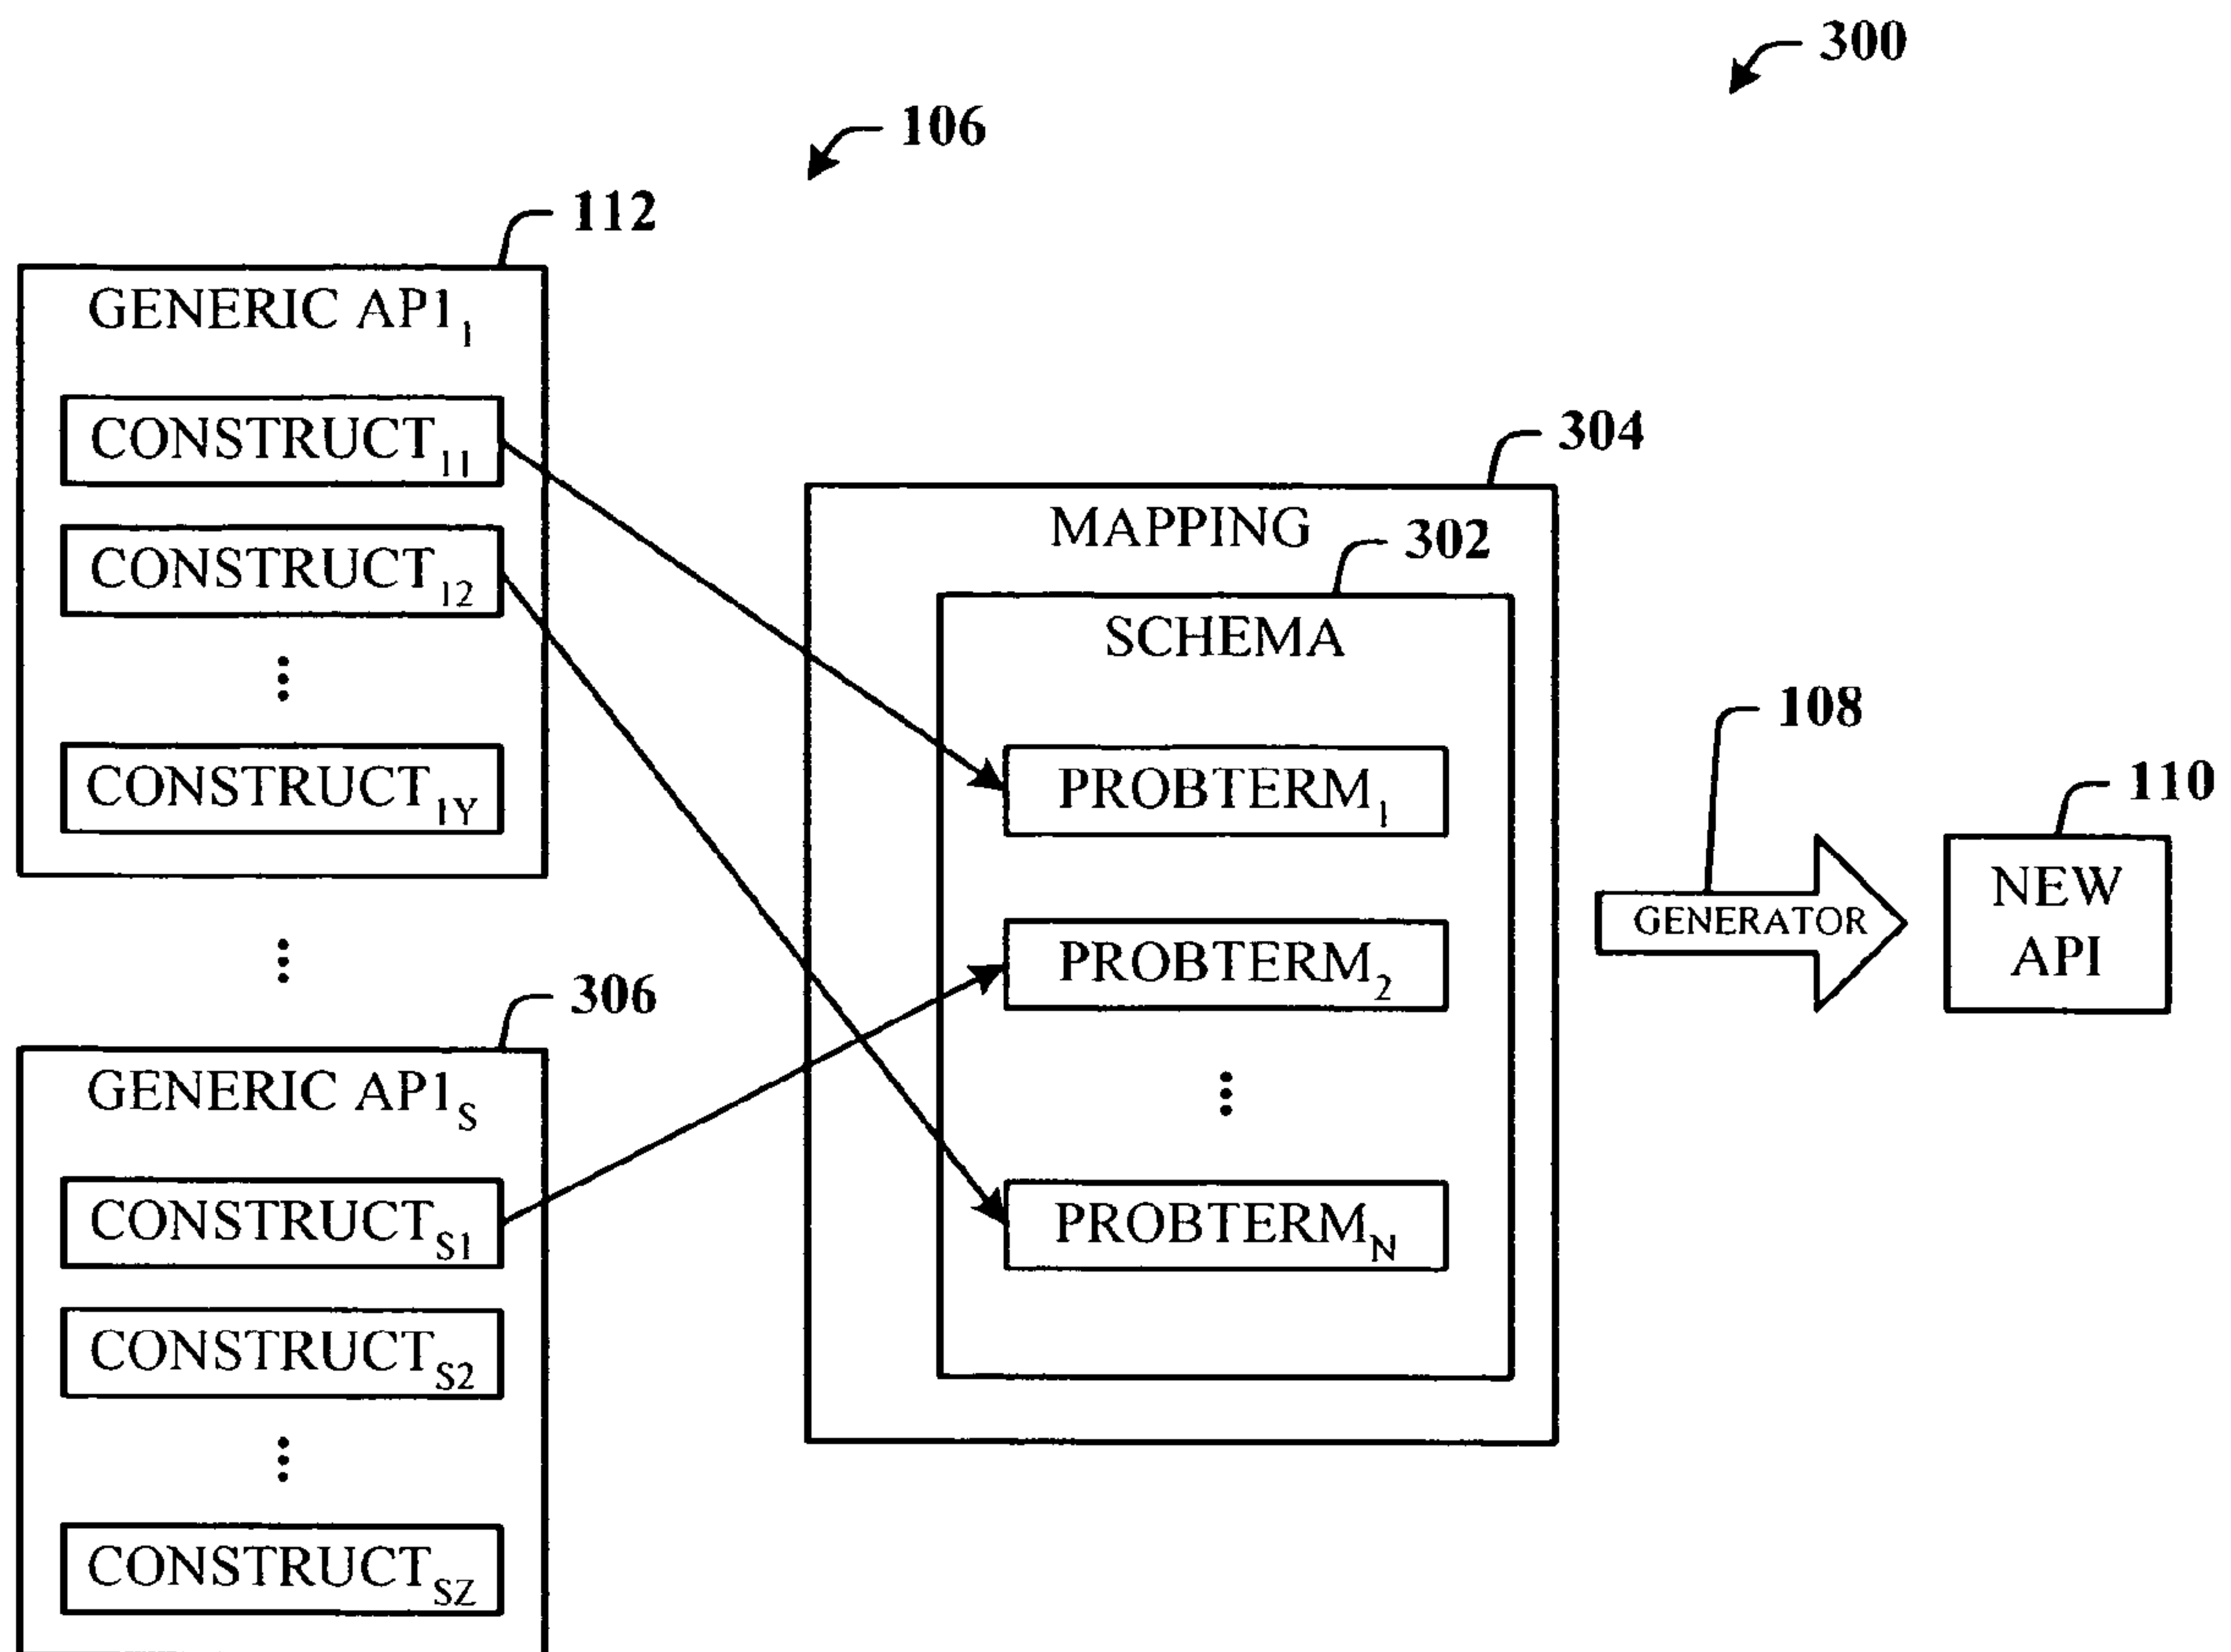 300
106
112
GENERIC API₁
CONSTRUCT₁₁
CONSTRUCT₁₂
CONSTRUCT₁Y
306
GENERIC APIS
CONSTRUCTS₁
CONSTRUCTS₂
CONSTRUCTSZ
304
MAPPING
302
SCHEMA
PROBTERM₁
PROBTERM₂
PROBTERMN
108
GENERATOR
110
NEW
API